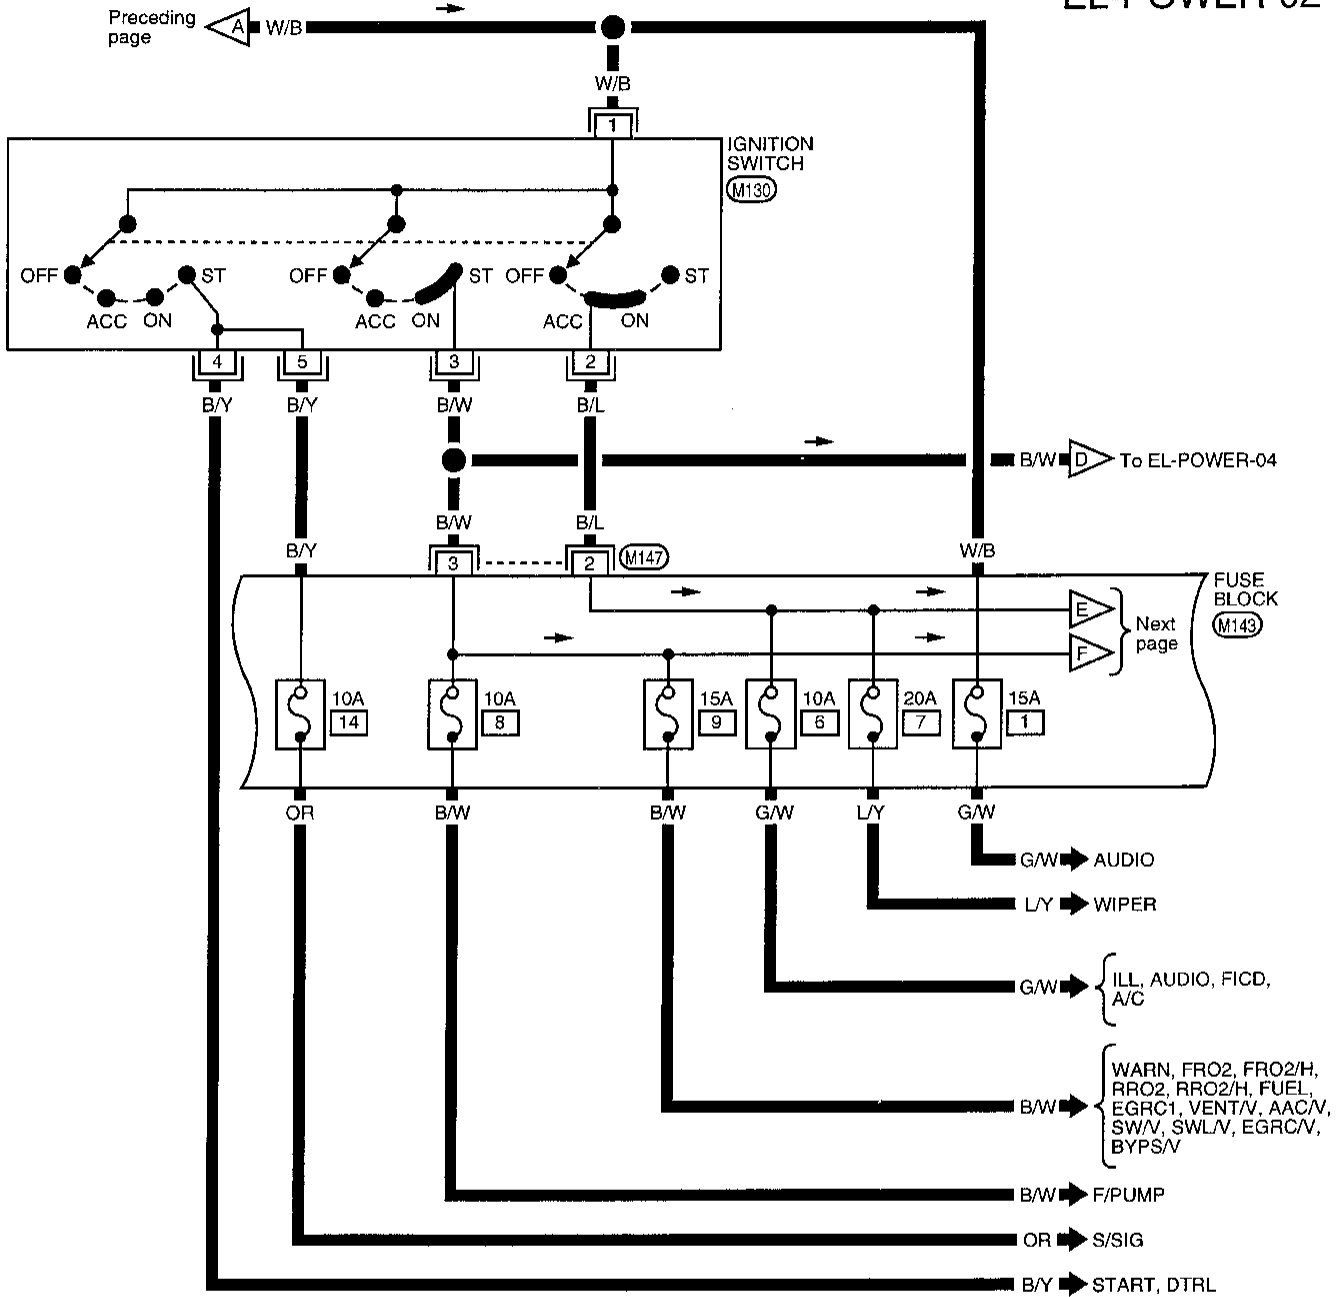 EL-POWER-02
Preceding
page
A
W/B
W/B
1
IGNITION
SWITCH
M130
OFF
ST
OFF
ST
OFF
ST
ACC
ON
ACC
ON
ACC
ON
4
5
3
2
B/Y
B/Y
B/W
B/L
B/W
D
To EL-POWER-04
B/W
B/L
B/Y
3
2
M147
W/B
FUSE
BLOCK
M143
E
F
Next
page
10A
14
10A
8
15A
9
10A
6
20A
7
15A
1
OR
B/W
B/W
G/W
L/Y
G/W
G/W
AUDIO
L/Y
WIPER
G/W
ILL, AUDIO, FICD,
A/C
B/W
WARN, FRO2, FRO2/H,
RRO2, RRO2/H, FUEL,
EGRC1, VENT/V, AAC/V,
SW/V, SWL/V, EGRC/V,
BYPS/V
B/W
F/PUMP
OR
S/SIG
B/Y
START, DTRL